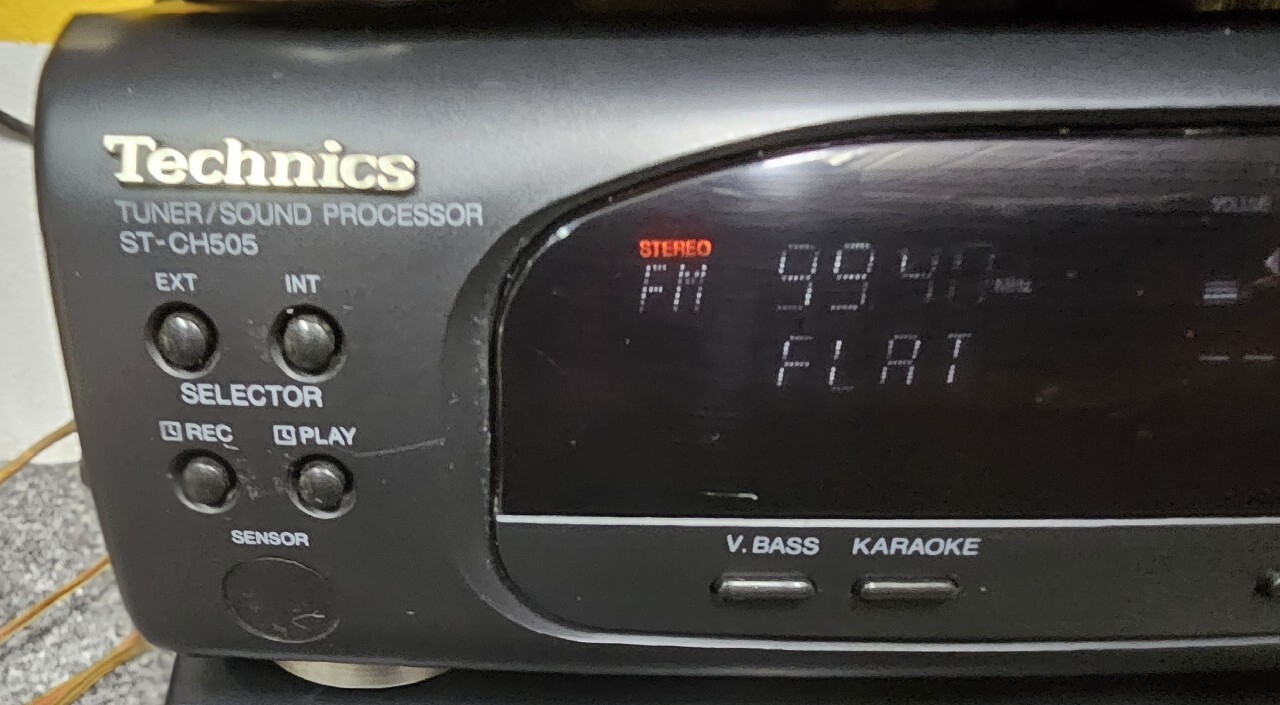 Technics
TUNER/SOUND PROCESSOR
ST-CH505
EXT INT
SELECTOR
REC PLAY
SENSOR
STEREO
FM 99 40 MHz
FLAT
VOLUME
V.BASS KARAOKE